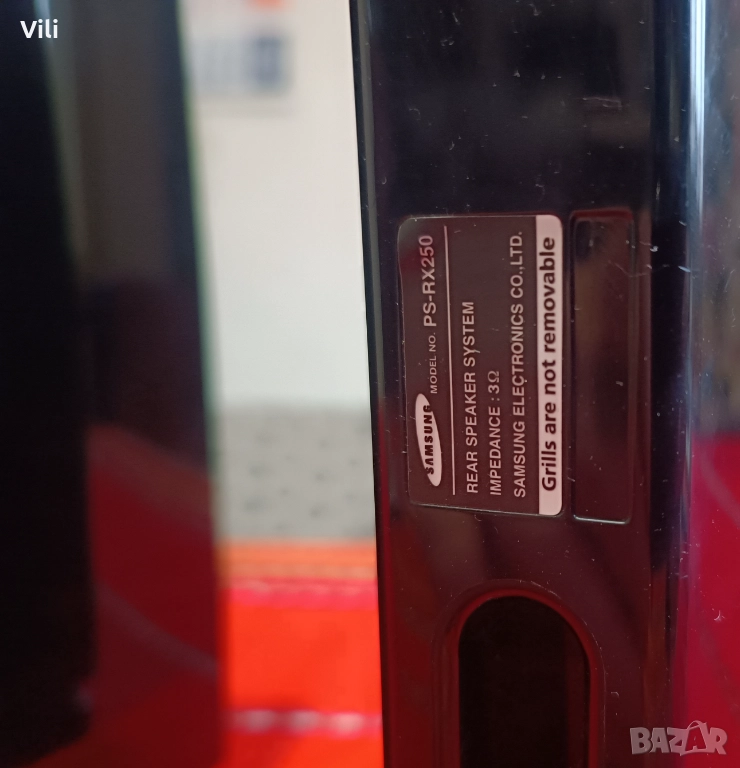 Vili
SAMSUNG
MODEL NO. PS-RX250
REAR SPEAKER SYSTEM
IMPEDANCE : 3Ω
SAMSUNG ELECTRONICS CO.,LTD.
Grills are not removable
BAZAR